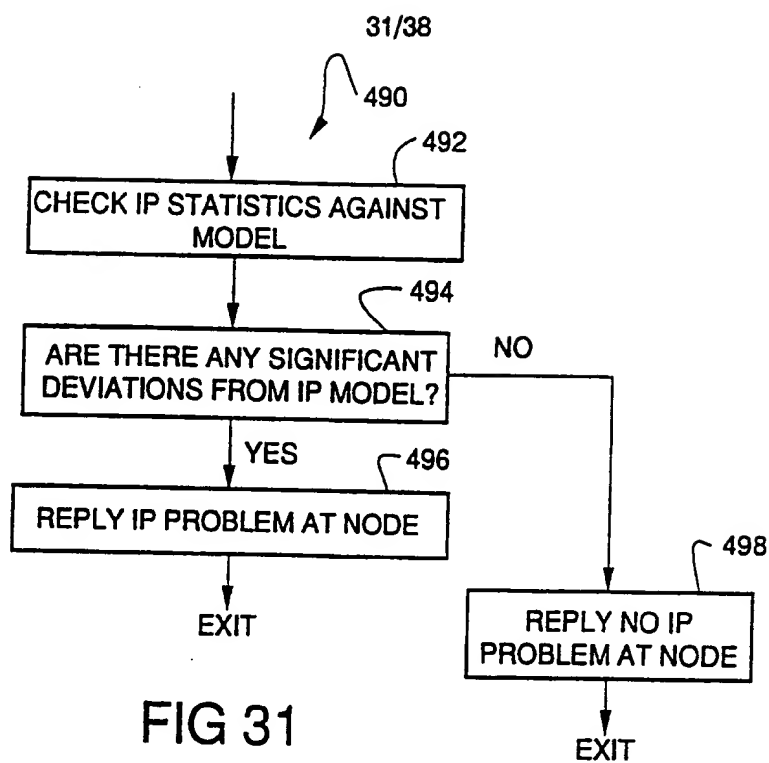 31/38
490
492
CHECK IP STATISTICS AGAINST
MODEL
494
ARE THERE ANY SIGNIFICANT
DEVIATIONS FROM IP MODEL?
NO
YES
496
REPLY IP PROBLEM AT NODE
EXIT
498
REPLY NO IP
PROBLEM AT NODE
EXIT
FIG 31